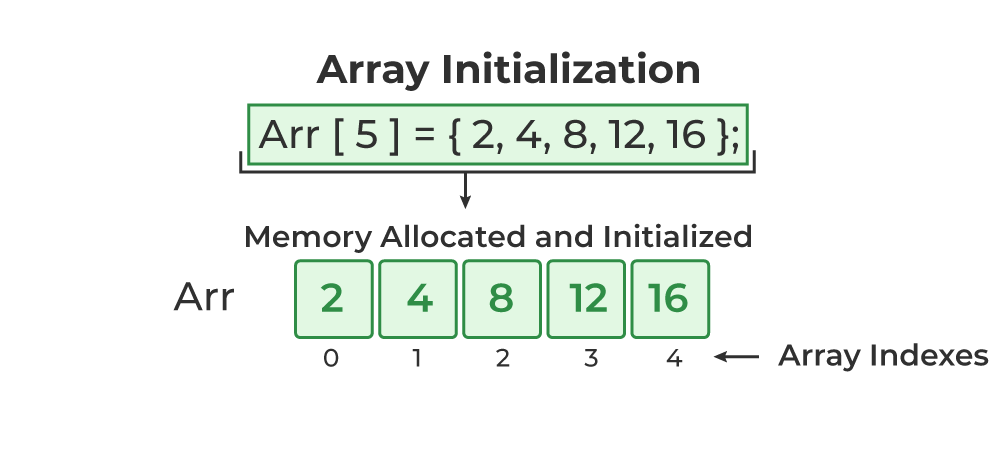 Array Initialization
Arr [ 5 ] = { 2, 4, 8, 12, 16 };
Memory Allocated and Initialized
Arr 2 4 8 12 16
0 1 2 3 4 Array Indexes